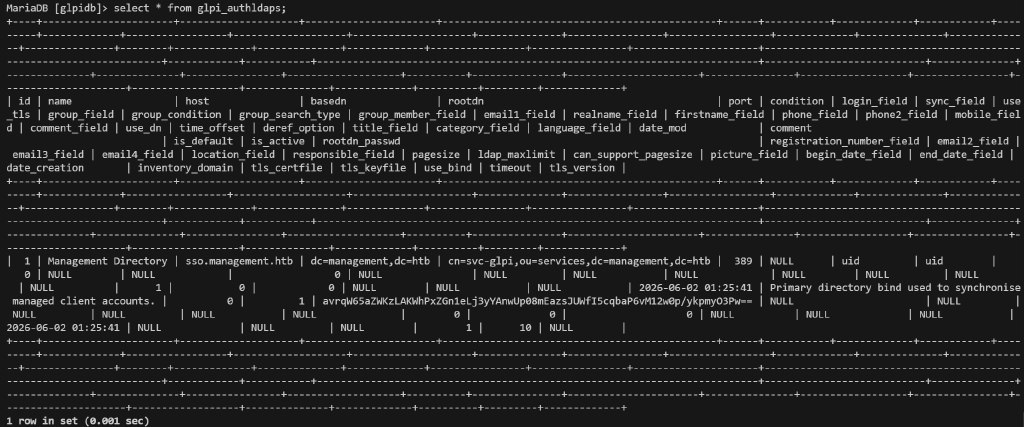 MariaDB [glpidb]> select * from glpi_authldaps;
| id | name | host | basedn | rootdn | port | condition | login_field | sync_field | use
_tls | group_field | group_condition | group_search_type | group_member_field | email1_field | realname_field | firstname_field | phone_field | phone2_field | mobile_fiel
d | comment_field | use_dn | time_offset | deref_option | title_field | category_field | language_field | date_mod | comment
| is_default | is_active | rootdn_passwd | registration_number_field | email2_field |
email3_field | email4_field | location_field | responsible_field | pagesize | ldap_maxlimit | can_support_pagesize | picture_field | begin_date_field | end_date_field |
date_creation | inventory_domain | tls_certfile | tls_keyfile | use_bind | timeout | tls_version |
| 1 | Management Directory | sso.management.htb | dc=management,dc=htb | cn=svc-glpi,ou=services,dc=management,dc=htb | 389 | NULL | uid | uid |
0 | NULL | NULL | 0 | NULL | NULL | NULL | NULL | NULL | NULL | NULL
| NULL | 1 | 0 | 0 | NULL | NULL | NULL | 2026-06-02 01:25:41 | Primary directory bind used to synchronise
managed client accounts. | 0 | 1 | avrqW65aZWKzLAKWhPxZGn1eLj3yYAnwUp08mEazsJUWfI5cqbaP6vM12w0p/ykpmyO3Pw== | NULL | NULL |
NULL | NULL | NULL | NULL | 0 | 0 | 0 | NULL | NULL | NULL |
2026-06-02 01:25:41 | NULL | NULL | NULL | 1 | 10 | NULL |
1 row in set (0.001 sec)